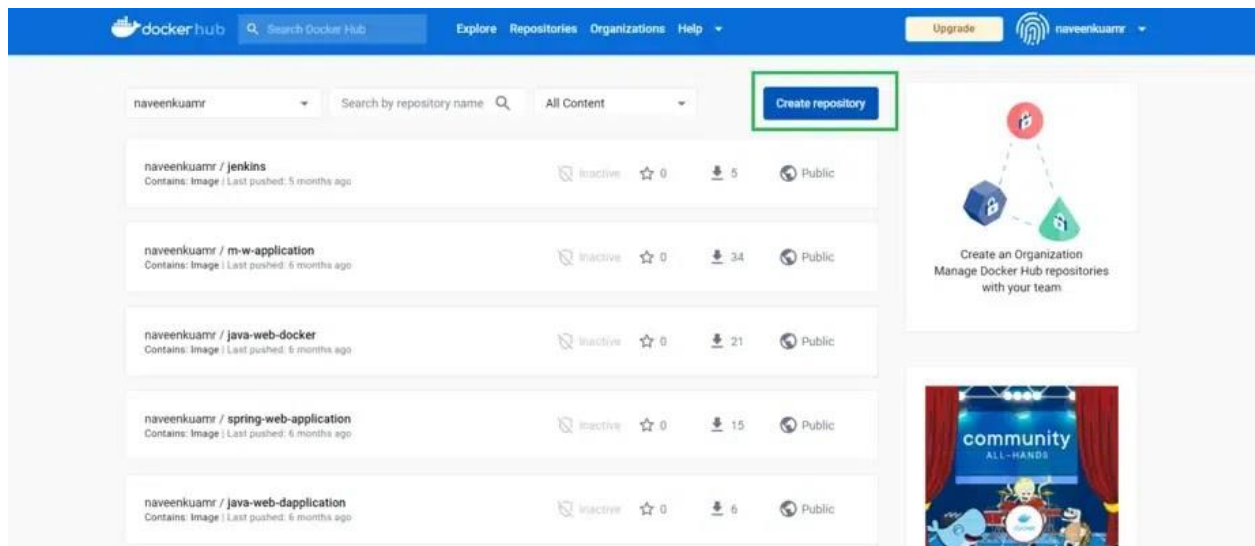 dockerhub
Search Docker Hub
Explore Repositories Organizations Help
Upgrade
naveenkuamr
naveenkuamr
Search by repository name
All Content
Create repository
naveenkuamr / jenkins
Contains: Image | Last pushed: 5 months ago
Inactive
0
5
Public
naveenkuamr / m-w-application
Contains: Image | Last pushed: 6 months ago
Inactive
0
34
Public
naveenkuamr / java-web-docker
Contains: Image | Last pushed: 6 months ago
Inactive
0
21
Public
naveenkuamr / spring-web-application
Contains: Image | Last pushed: 6 months ago
Inactive
0
15
Public
naveenkuamr / java-web-dapplication
Contains: Image | Last pushed: 6 months ago
Inactive
0
6
Public
Create an Organization
Manage Docker Hub repositories
with your team
community
ALL-HANDS
docker